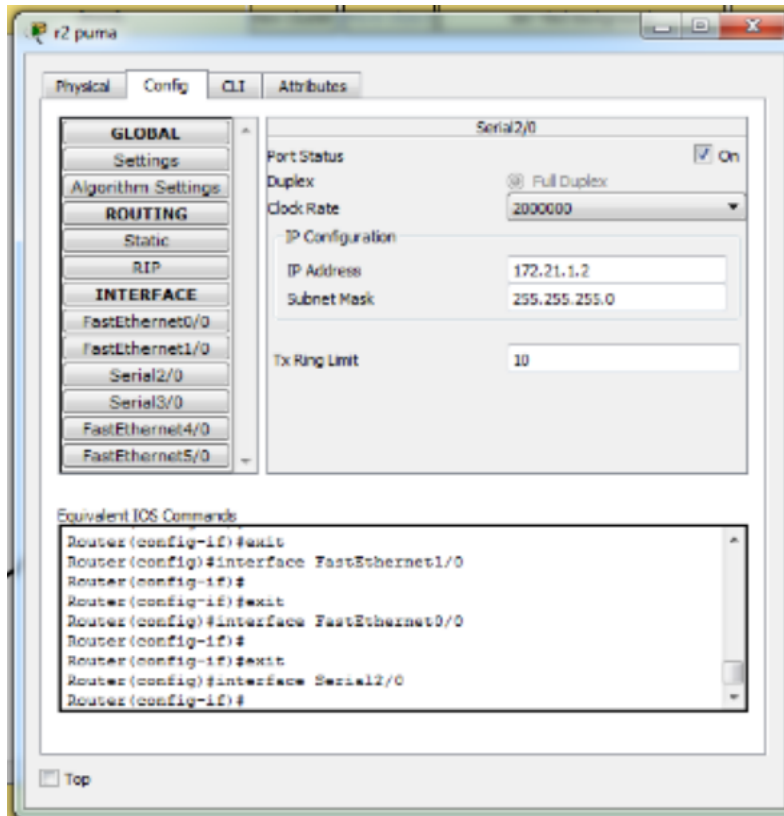 r2 puma
Physical Config CLI Attributes
GLOBAL
Settings
Algorithm Settings
ROUTING
Static
RIP
INTERFACE
FastEthernet0/0
FastEthernet1/0
Serial2/0
Serial3/0
FastEthernet4/0
FastEthernet5/0
Serial2/0
Port Status On
Duplex Full Duplex
Clock Rate 2000000
IP Configuration
IP Address 172.21.1.2
Subnet Mask 255.255.255.0
Tx Ring Limit 10
Equivalent IOS Commands
Router(config-if)#exit
Router(config)#interface FastEthernet1/0
Router(config-if)#
Router(config-if)#exit
Router(config)#interface FastEthernet0/0
Router(config-if)#
Router(config-if)#exit
Router(config)#interface Serial2/0
Router(config-if)#
Top